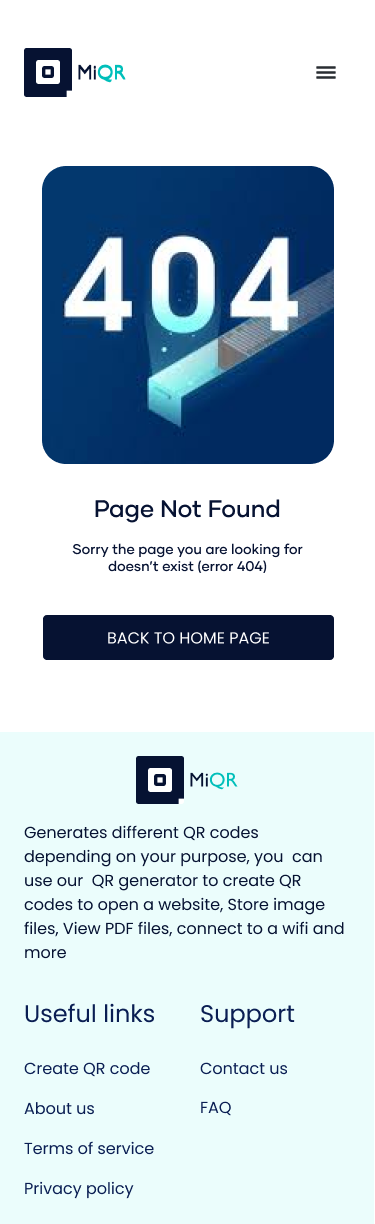 MiQR
404
Page Not Found
Sorry the page you are looking for
doesn't exist (error 404)
BACK TO HOME PAGE
MiQR
Generates different QR codes
depending on your purpose, you  can
use our  QR generator to create QR
codes to open a website, Store image
files, View PDF files, connect to a wifi and
more
Useful links
Support
Create QR code
Contact us
About us
FAQ
Terms of service
Privacy policy